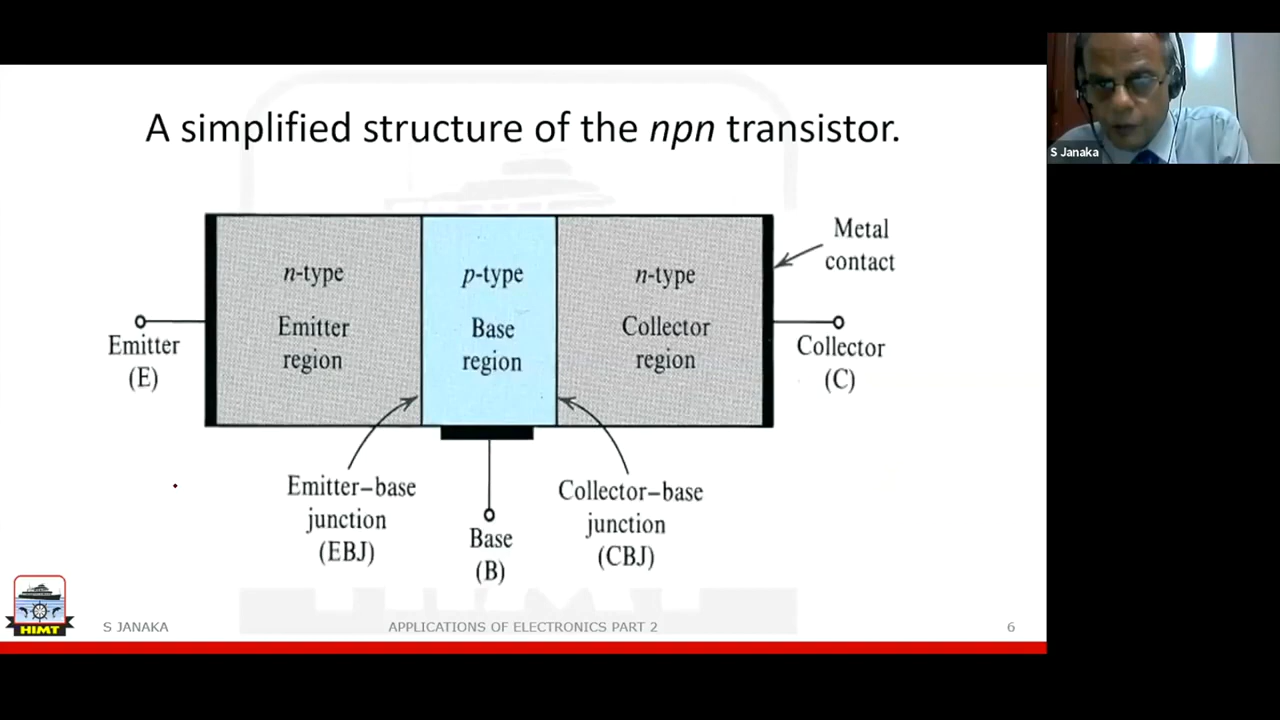 S Janaka
A simplified structure of the npn transistor.
n-type
Emitter
region
p-type
Base
region
n-type
Collector
region
Metal
contact
Emitter
(E)
Collector
(C)
Emitter–base
junction
(EBJ)
Base
(B)
Collector–base
junction
(CBJ)
HIMT
S JANAKA
APPLICATIONS OF ELECTRONICS PART 2
6